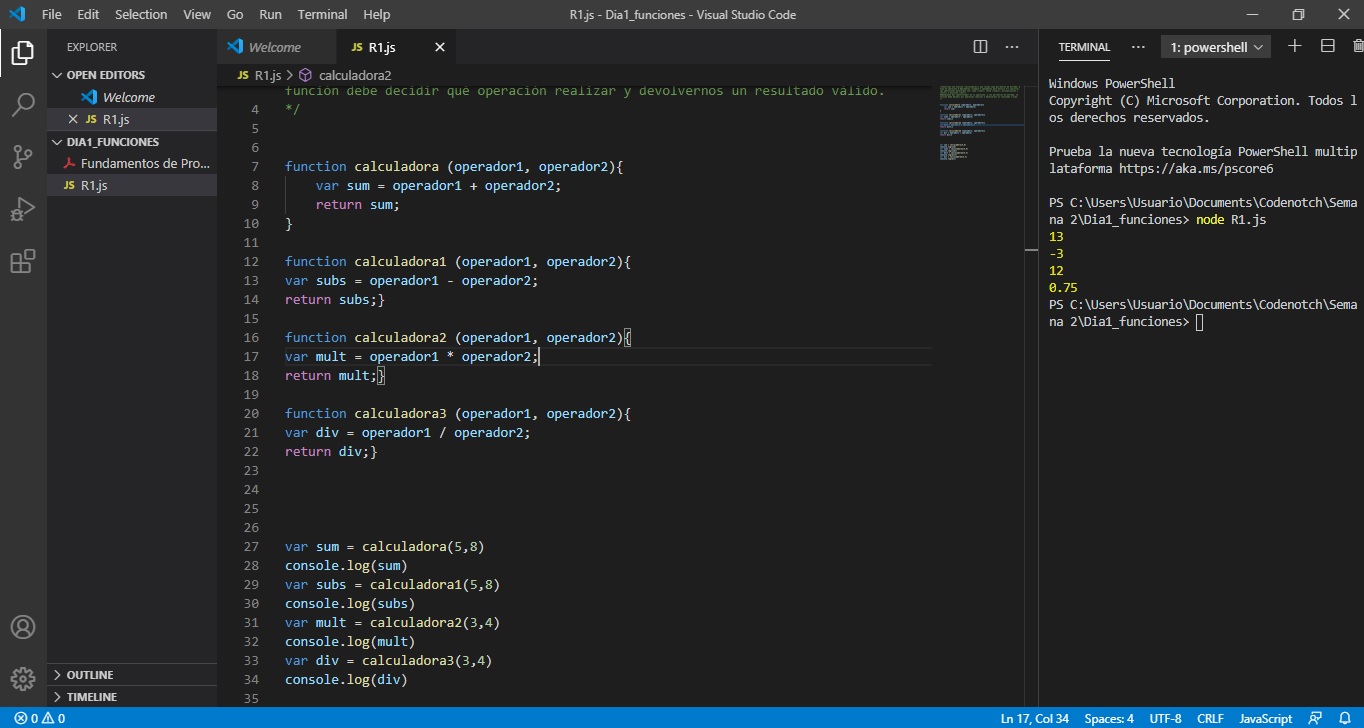 File Edit Selection View Go Run Terminal Help R1.js - Dia1_funciones - Visual Studio Code
EXPLORER
OPEN EDITORS
Welcome
JS R1.js
DIA1_FUNCIONES
Fundamentos de Pro...
JS R1.js
OUTLINE
TIMELINE
Welcome JS R1.js
JS R1.js > calculadora2
función debe decidir qué operación realizar y devolvernos un resultado válido.
4 */
5
6
7 function calculadora (operador1, operador2){
8 var sum = operador1 + operador2;
9 return sum;
10 }
11
12 function calculadora1 (operador1, operador2){
13 var subs = operador1 - operador2;
14 return subs;}
15
16 function calculadora2 (operador1, operador2){
17 var mult = operador1 * operador2;
18 return mult;}
19
20 function calculadora3 (operador1, operador2){
21 var div = operador1 / operador2;
22 return div;}
23
24
25
26
27 var sum = calculadora(5,8)
28 console.log(sum)
29 var subs = calculadora1(5,8)
30 console.log(subs)
31 var mult = calculadora2(3,4)
32 console.log(mult)
33 var div = calculadora3(3,4)
34 console.log(div)
35
TERMINAL ... 1: powershell
Windows PowerShell
Copyright (C) Microsoft Corporation. Todos l
os derechos reservados.
Prueba la nueva tecnología PowerShell multip
lataforma https://aka.ms/pscore6
PS C:\Users\Usuario\Documents\Codenotch\Sema
na 2\Dia1_funciones> node R1.js
13
-3
12
0.75
PS C:\Users\Usuario\Documents\Codenotch\Sema
na 2\Dia1_funciones>
0 0 Ln 17, Col 34 Spaces: 4 UTF-8 CRLF JavaScript